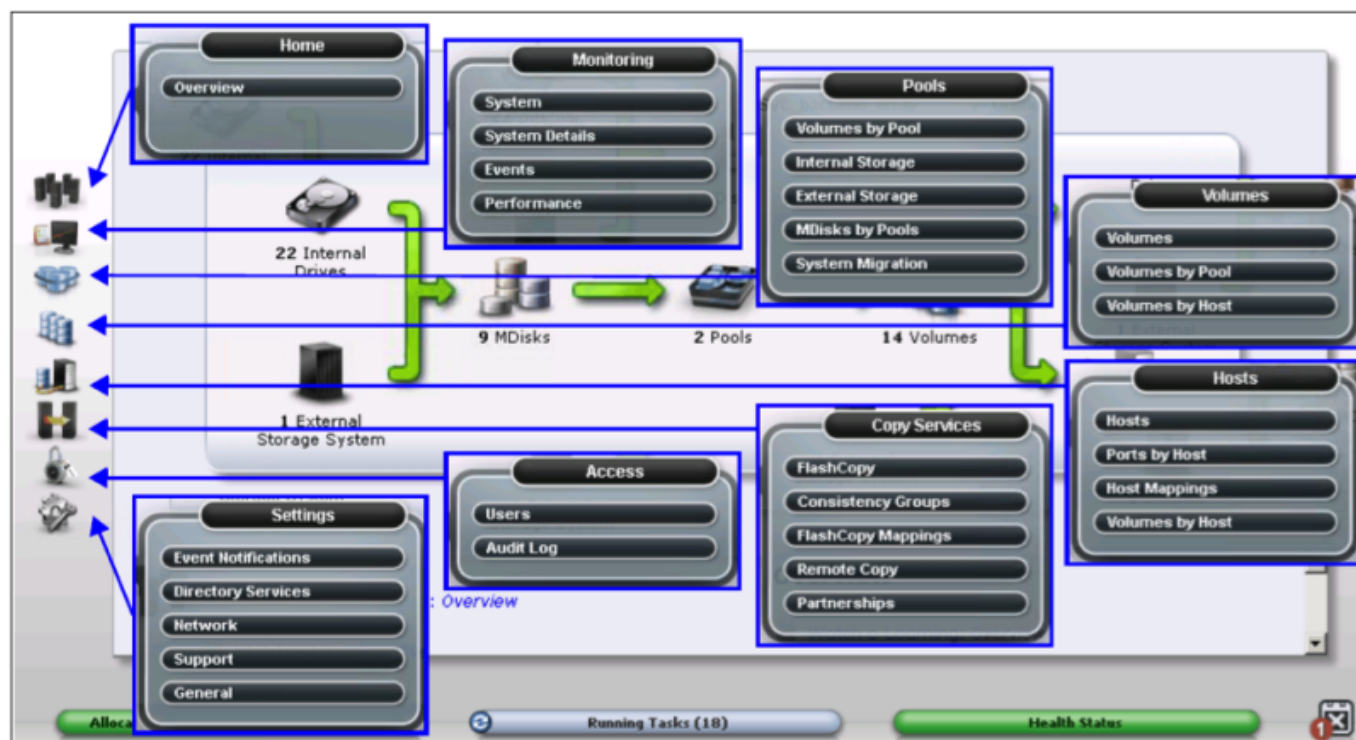 Home
Overview
Monitoring
System
System Details
Events
Performance
Pools
Volumes by Pool
Internal Storage
External Storage
MDisks by Pools
System Migration
Volumes
Volumes
Volumes by Pool
Volumes by Host
22 Internal
Drives
9 MDisks
2 Pools
14 Volumes
1 External
Storage System
Hosts
Hosts
Ports by Host
Host Mappings
Volumes by Host
Copy Services
FlashCopy
Consistency Groups
FlashCopy Mappings
Remote Copy
Partnerships
Access
Users
Audit Log
Settings
Event Notifications
Directory Services
Network
Support
General
: Overview
Running Tasks (18)
Health Status
1